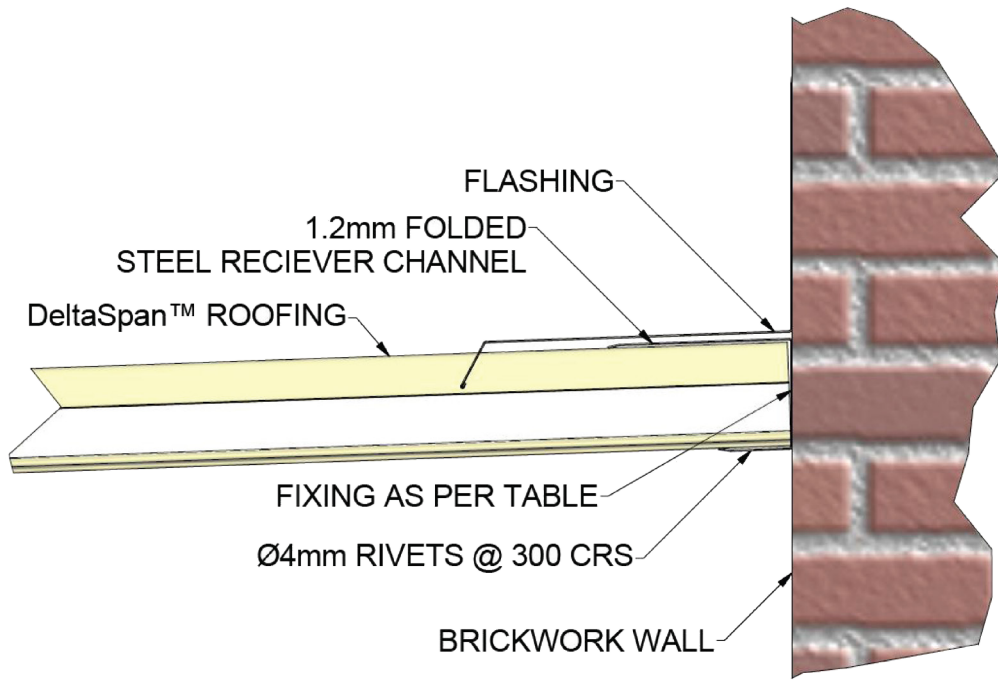 FLASHING
1.2mm FOLDED
STEEL RECIEVER CHANNEL
DeltaSpan™ ROOFING
FIXING AS PER TABLE
Ø4mm RIVETS @ 300 CRS
BRICKWORK WALL